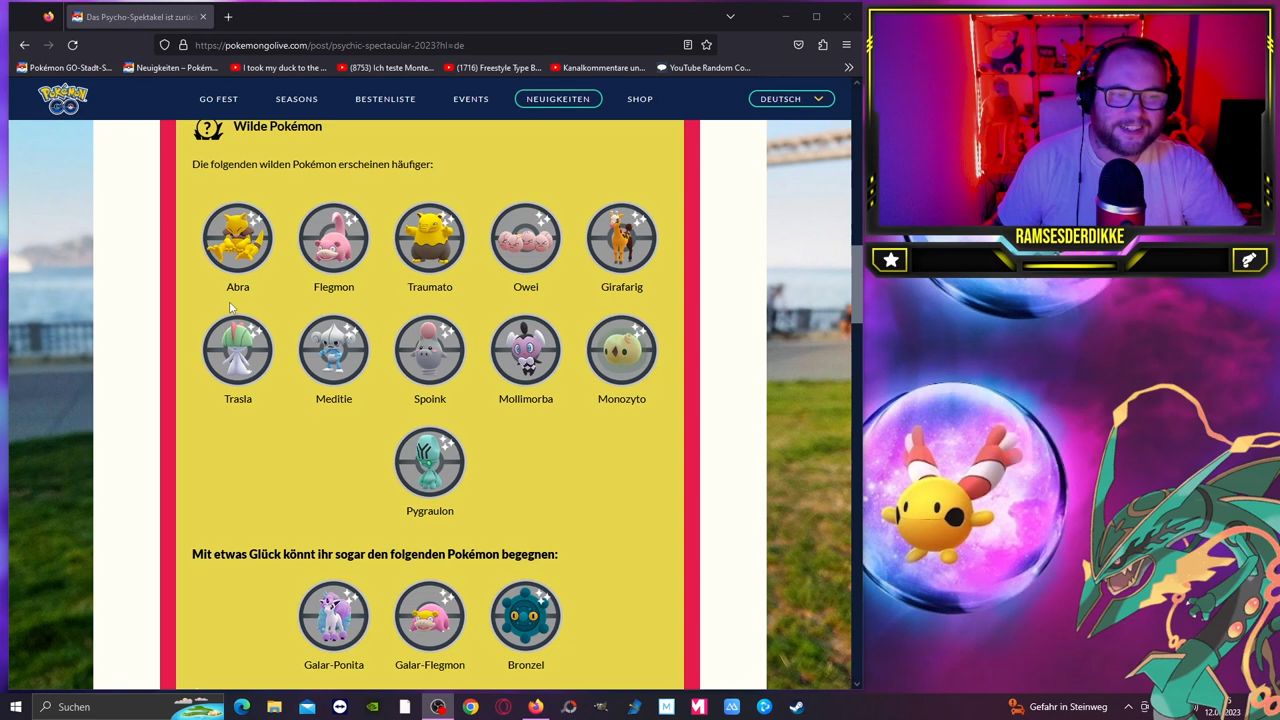 Das Psycho-Spektakel ist zurüc
https://pokemongolive.com/post/psychic-spectacular-2023?hl=de
Pokémon GO-Stadt-S...
Neuigkeiten – Pokém...
I took my duck to the ...
(8753) Ich teste Monte...
(1716) Freestyle Type B...
Kanalkommentare un...
YouTube Random Co...
POKÉMON GO
GO FEST
SEASONS
BESTENLISTE
EVENTS
NEUIGKEITEN
SHOP
DEUTSCH
Wilde Pokémon
Die folgenden wilden Pokémon erscheinen häufiger:
Abra
Flegmon
Traumato
Owei
Girafarig
Trasla
Meditie
Spoink
Mollimorba
Monozyto
Pygraulon
Mit etwas Glück könnt ihr sogar den folgenden Pokémon begegnen:
Galar-Ponita
Galar-Flegmon
Bronzel
RAMSESDERDIKKE
Suchen
Gefahr in Steinweg